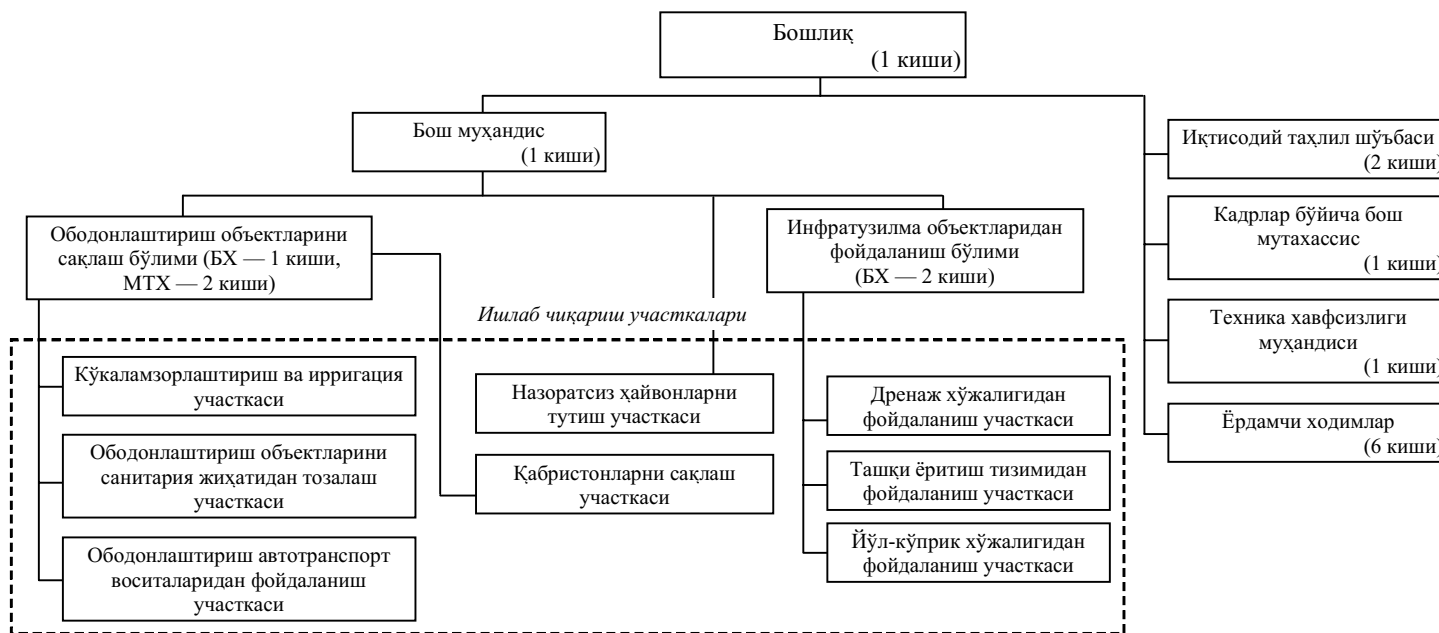 Бошлиқ
(1 киши)
Бош муҳандис
(1 киши)
Иқтисодий таҳлил шўъбаси
(2 киши)
Кадрлар бўйича бош
мутахассис
(1 киши)
Техника хавфсизлиги
муҳандиси
(1 киши)
Ёрдамчи ходимлар
(6 киши)
Ободонлаштириш объектларини
сақлаш бўлими (БХ — 1 киши,
МТХ — 2 киши)
Инфратузилма объектларидан
фойдаланиш бўлими
(БХ — 2 киши)
Ишлаб чиқариш участкалари
Кўкаламзорлаштириш ва ирригация
участкаси
Ободонлаштириш объектларини
санитария жиҳатидан тозалаш
участкаси
Ободонлаштириш автотранспорт
воситаларидан фойдаланиш
участкаси
Назоратсиз ҳайвонларни
тутиш участкаси
Қабристонларни сақлаш
участкаси
Дренаж хўжалигидан
фойдаланиш участкаси
Ташқи ёритиш тизимидан
фойдаланиш участкаси
Йўл-кўприк хўжалигидан
фойдаланиш участкаси